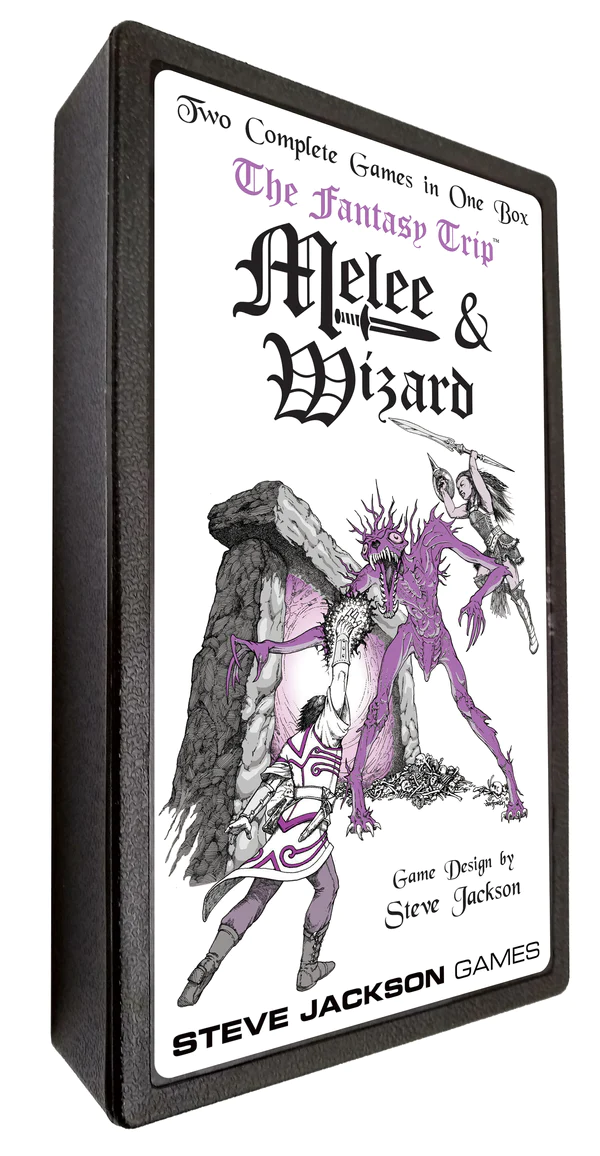 Two Complete Games in One Box
The Fantasy Trip™
Melee &
Wizard
Game Design by
Steve Jackson
STEVE JACKSON GAMES